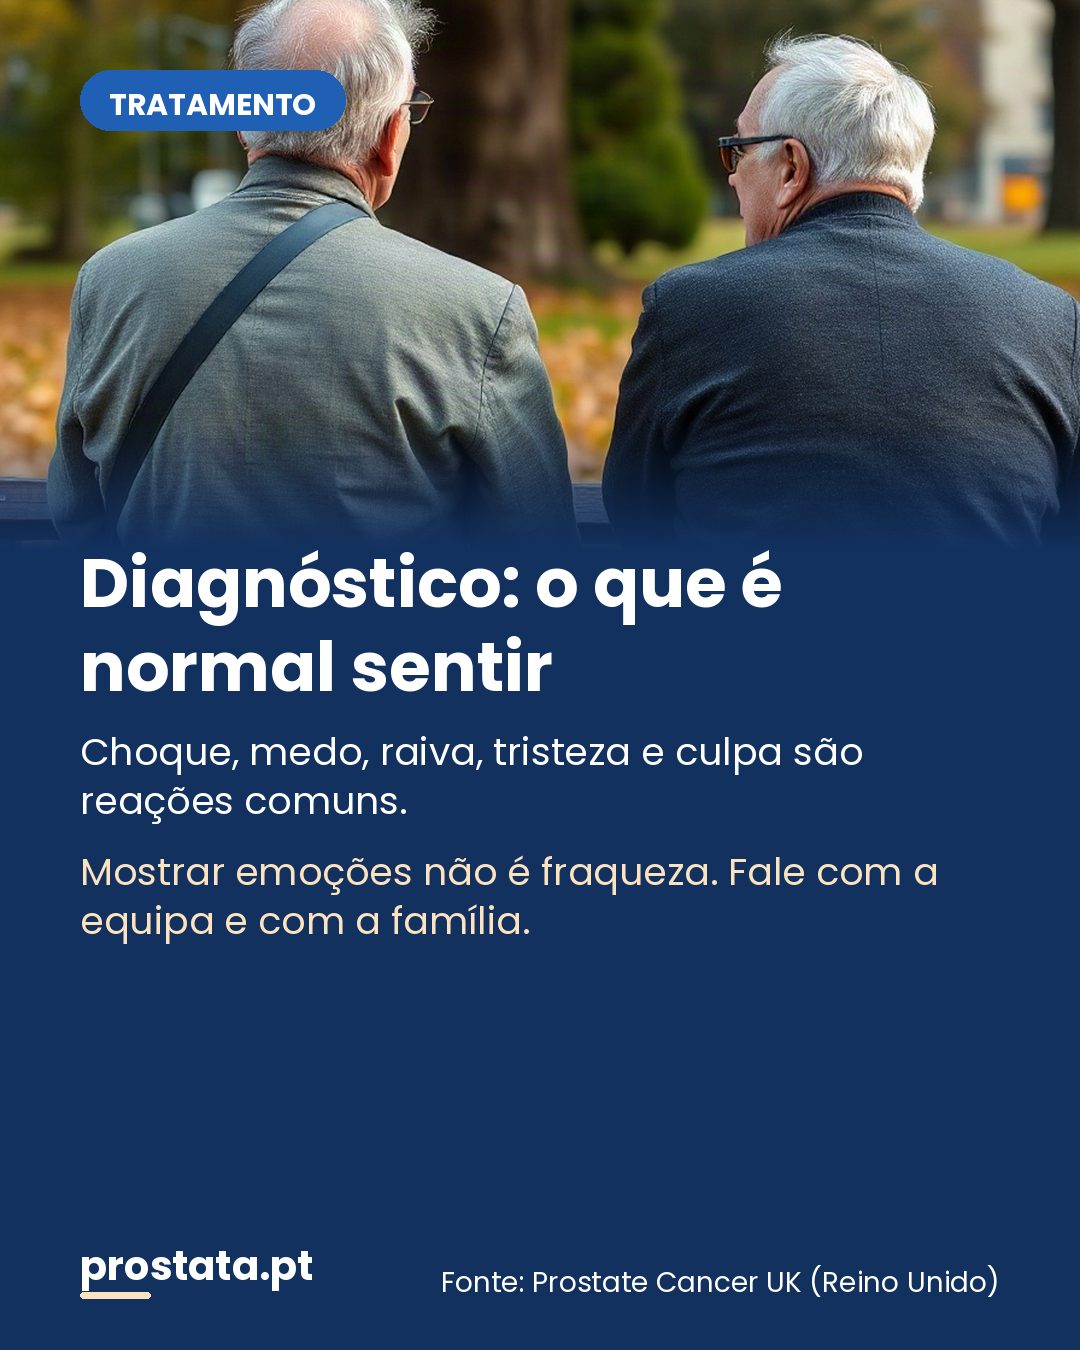 TRATAMENTO
Diagnóstico: o que é
normal sentir
Choque, medo, raiva, tristeza e culpa são
reações comuns.
Mostrar emoções não é fraqueza. Fale com a
equipa e com a família.
prostata.pt
Fonte: Prostate Cancer UK (Reino Unido)